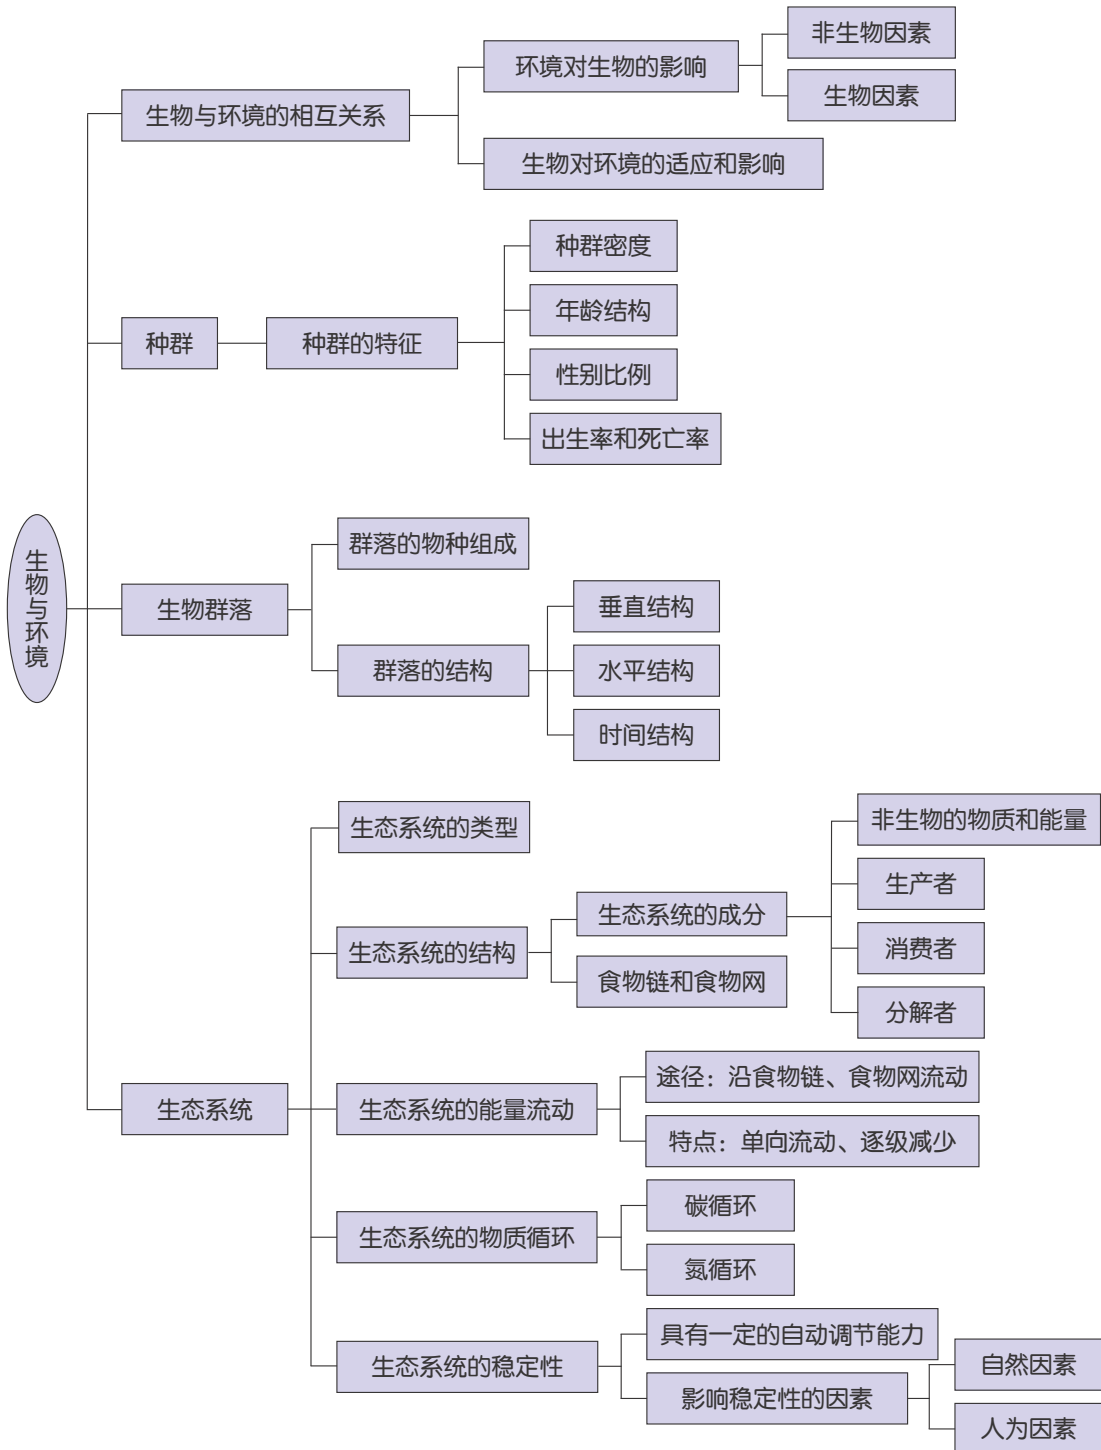 生物与环境
生物与环境的相互关系
环境对生物的影响
非生物因素
生物因素
生物对环境的适应和影响
种群
种群的特征
种群密度
年龄结构
性别比例
出生率和死亡率
生物群落
群落的物种组成
群落的结构
垂直结构
水平结构
时间结构
生态系统
生态系统的类型
生态系统的结构
生态系统的成分
非生物的物质和能量
生产者
消费者
分解者
食物链和食物网
生态系统的能量流动
途径：沿食物链、食物网流动
特点：单向流动、逐级减少
生态系统的物质循环
碳循环
氮循环
生态系统的稳定性
具有一定的自动调节能力
影响稳定性的因素
自然因素
人为因素